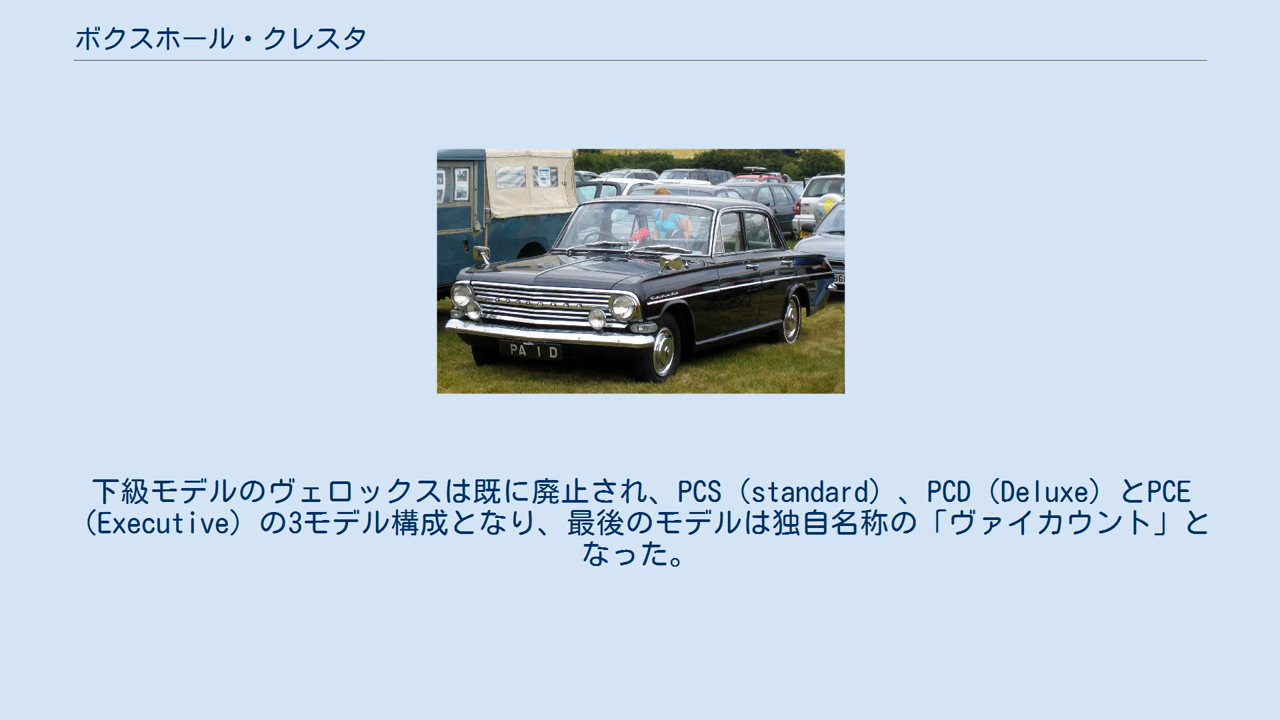 ボクスホール・クレスタ
PA 1 D
下級モデルのヴェロックスは既に廃止され、PCS（standard）、PCD（Deluxe）とPCE
（Executive）の3モデル構成となり、最後のモデルは独自名称の「ヴァイカウント」と
なった。